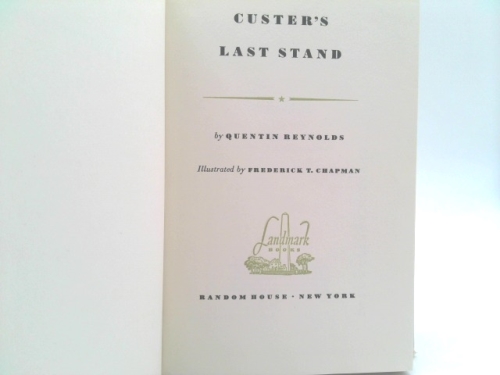 CUSTER'S
LAST STAND
by QUENTIN REYNOLDS
Illustrated by FREDERICK T. CHAPMAN
Landmark
BOOKS
RANDOM HOUSE · NEW YORK